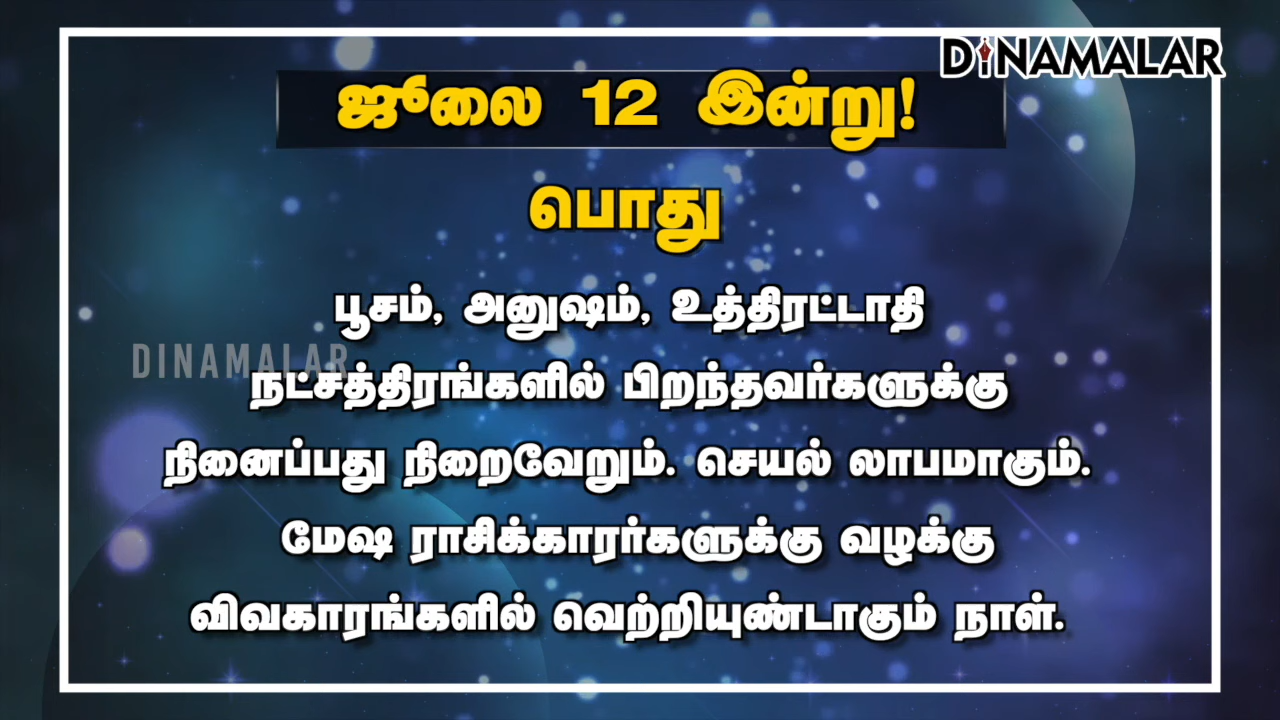 DINAMALAR
ஜூலை 12 இன்று!
பொது
பூசம், அனுஷம், உத்திரட்டாதி
DINAMALAR
நட்சத்திரங்களில் பிறந்தவர்களுக்கு
நினைப்பது நிறைவேறும். செயல் லாபமாகும்.
மேஷ ராசிக்காரர்களுக்கு வழக்கு
விவகாரங்களில் வெற்றியுண்டாகும் நாள்.